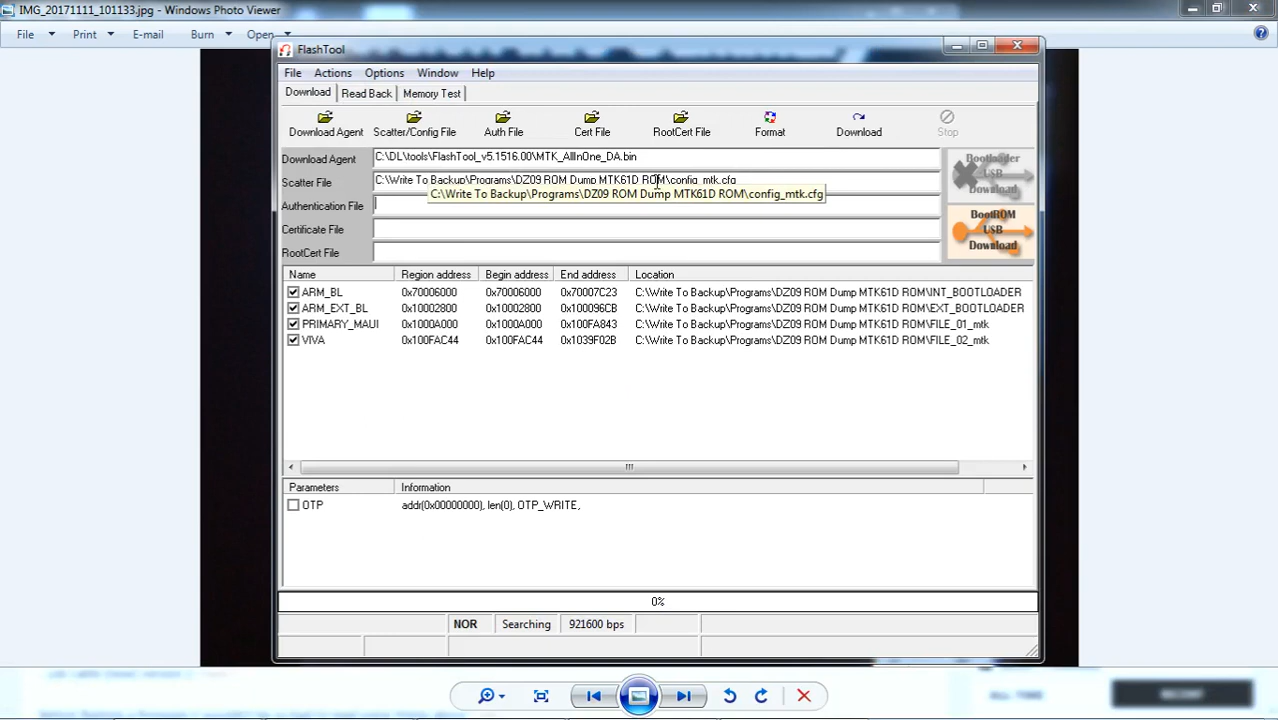 IMG_20171111_101133.jpg - Windows Photo Viewer
File Print E-mail Burn Open
FlashTool
File Actions Options Window Help
Download Read Back Memory Test
Download Agent Scatter/Config File Auth File Cert File RootCert File Format Download Stop
Download Agent C:\DL\tools\FlashTool_v5.1516.00\MTK_AllInOne_DA.bin
Scatter File C:\Write To Backup\Programs\DZ09 ROM Dump MTK61D ROM\config_mtk.cfg
C:\Write To Backup\Programs\DZ09 ROM Dump MTK61D ROM\config_mtk.cfg
Authentication File
Certificate File
RootCert File
Bootloader
USB
Download
BootROM
USB
Download
Name Region address Begin address End address Location
ARM_BL 0x70006000 0x70006000 0x70007C23 C:\Write To Backup\Programs\DZ09 ROM Dump MTK61D ROM\INT_BOOTLOADER
ARM_EXT_BL 0x10002800 0x10002800 0x100096CB C:\Write To Backup\Programs\DZ09 ROM Dump MTK61D ROM\EXT_BOOTLOADER
PRIMARY_MAUI 0x1000A000 0x1000A000 0x100FA843 C:\Write To Backup\Programs\DZ09 ROM Dump MTK61D ROM\FILE_01_mtk
VIVA 0x100FAC44 0x100FAC44 0x1039F02B C:\Write To Backup\Programs\DZ09 ROM Dump MTK61D ROM\FILE_02_mtk
Parameters Information
OTP addr(0x00000000), len(0), OTP_WRITE,
0%
NOR Searching 921600 bps
ALL TIME RECENT